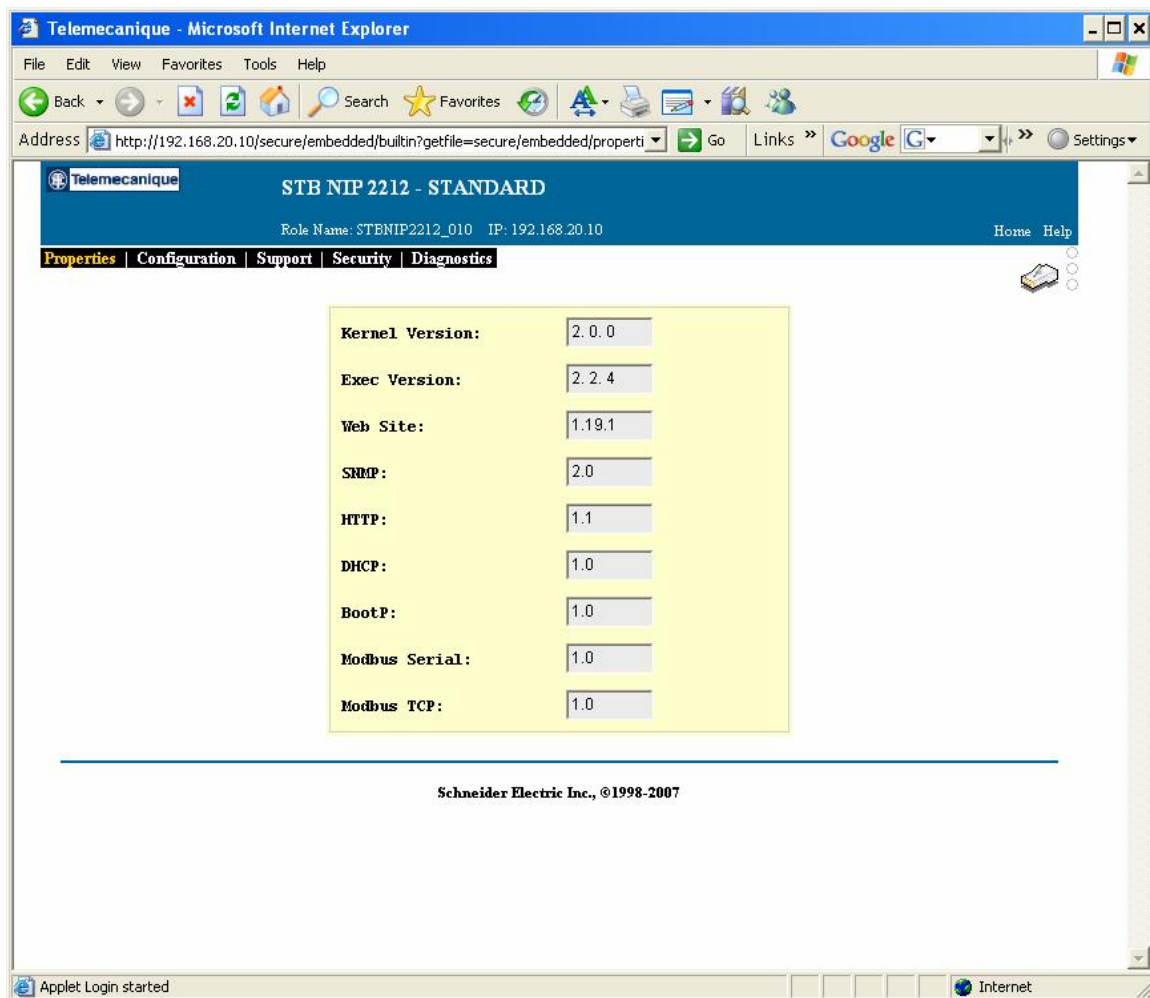 Telemecanique - Microsoft Internet Explorer
File Edit View Favorites Tools Help
Back Search Favorites
Address http://192.168.20.10/secure/embedded/builtin?getfile=secure/embedded/properti Go Links » Google G » Settings
Telemecanique
STB NIP 2212 - STANDARD
Role Name: STBNIP2212_010 IP: 192.168.20.10 Home Help
Properties | Configuration | Support | Security | Diagnostics
Kernel Version: 2. 0. 0
Exec Version: 2. 2. 4
Web Site: 1.19.1
SNMP: 2.0
HTTP: 1.1
DHCP: 1.0
BootP: 1.0
Modbus Serial: 1.0
Modbus TCP: 1.0
Schneider Electric Inc., ©1998-2007
Applet Login started Internet